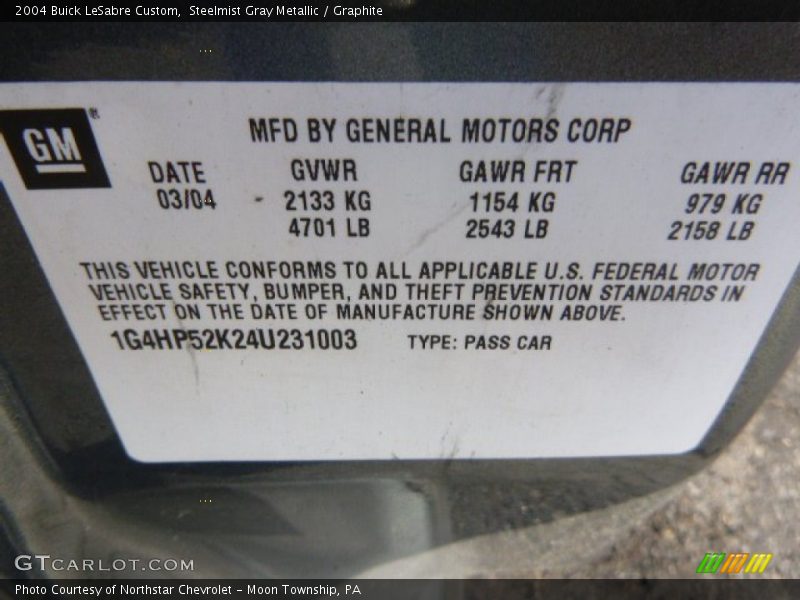 2004 Buick LeSabre Custom,  Steelmist Gray Metallic / Graphite
GM®
MFD BY GENERAL MOTORS CORP
DATE GVWR GAWR FRT GAWR RR
03/04 2133 KG 1154 KG 979 KG
4701 LB 2543 LB 2158 LB
THIS VEHICLE CONFORMS TO ALL APPLICABLE U.S. FEDERAL MOTOR
VEHICLE SAFETY, BUMPER, AND THEFT PREVENTION STANDARDS IN
EFFECT ON THE DATE OF MANUFACTURE SHOWN ABOVE.
1G4HP52K24U231003 TYPE: PASS CAR
GTCARLOT.COM
Photo Courtesy of Northstar Chevrolet - Moon Township, PA